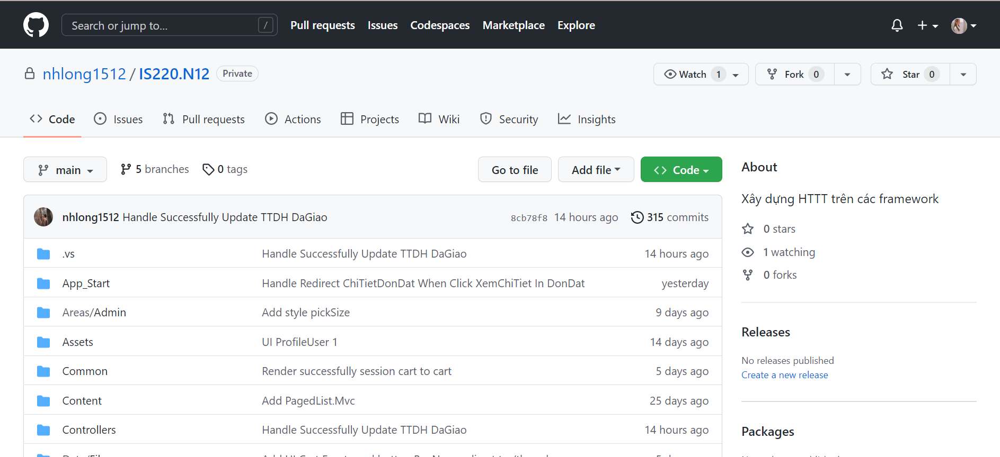 Search or jump to... /
Pull requests Issues Codespaces Marketplace Explore
nhlong1512 / IS220.N12 Private
Watch 1 Fork 0 Star 0
Code Issues Pull requests Actions Projects Wiki Security Insights
main 5 branches 0 tags Go to file Add file Code
nhlong1512 Handle Successfully Update TTDH DaGiao 8cb78f8 14 hours ago 315 commits
.vs Handle Successfully Update TTDH DaGiao 14 hours ago
App_Start Handle Redirect ChiTietDonDat When Click XemChiTiet In DonDat yesterday
Areas/Admin Add style pickSize 9 days ago
Assets UI ProfileUser 1 14 days ago
Common Render successfully session cart to cart 5 days ago
Content Add PagedList.Mvc 25 days ago
Controllers Handle Successfully Update TTDH DaGiao 14 hours ago
About
Xây dựng HTTT trên các framework
0 stars
1 watching
0 forks
Releases
No releases published
Create a new release
Packages